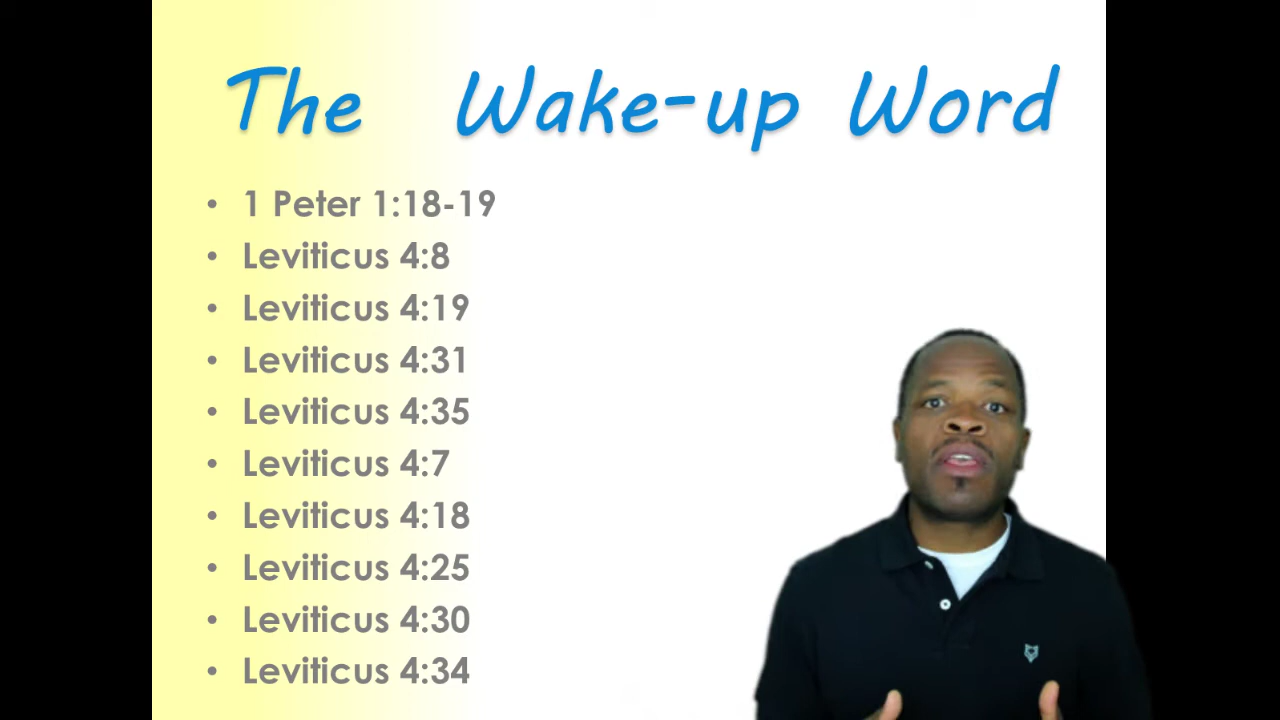 The Wake-up Word
• 1 Peter 1:18-19
• Leviticus 4:8
• Leviticus 4:19
• Leviticus 4:31
• Leviticus 4:35
• Leviticus 4:7
• Leviticus 4:18
• Leviticus 4:25
• Leviticus 4:30
• Leviticus 4:34